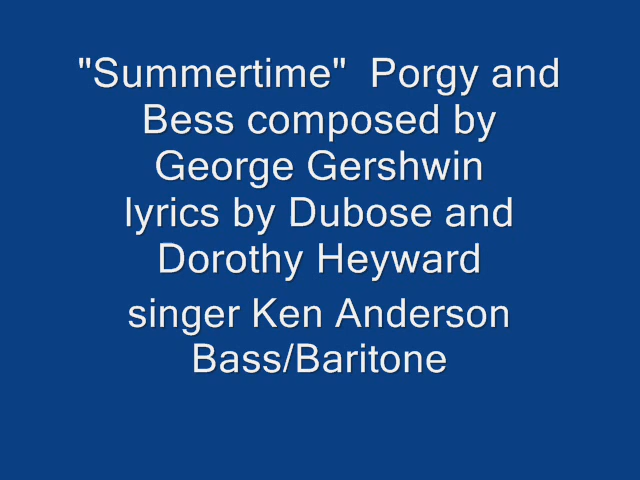 "Summertime"  Porgy and
Bess composed by
George Gershwin
lyrics by Dubose and
Dorothy Heyward
singer Ken Anderson
Bass/Baritone